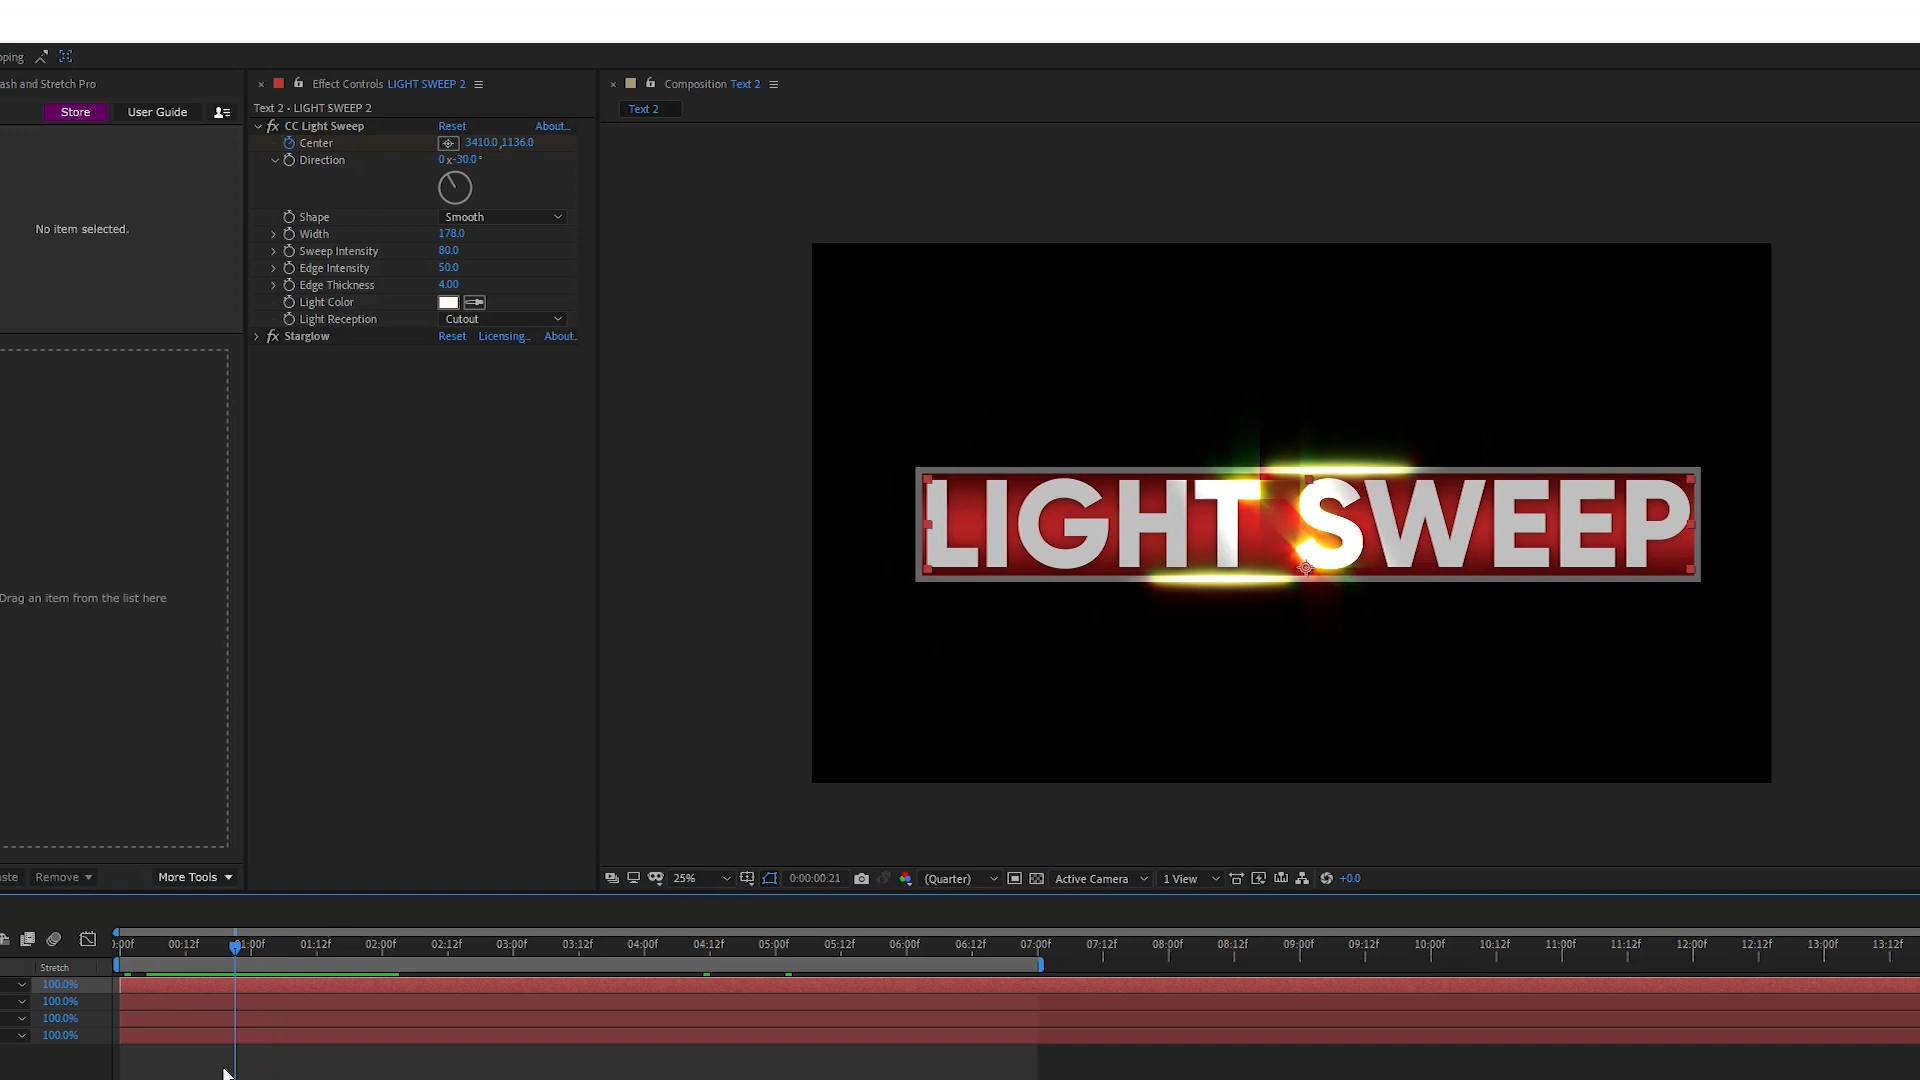 pping
ash and Stretch Pro
Store
User Guide
No item selected.
Drag an item from the list here
ste
Remove
More Tools
Effect Controls LIGHT SWEEP 2
Text 2 • LIGHT SWEEP 2
fx CC Light Sweep Reset About...
Center 3410.0,1136.0
Direction 0x-30.0°
Shape Smooth
Width 178.0
Sweep Intensity 80.0
Edge Intensity 50.0
Edge Thickness 4.00
Light Color
Light Reception Cutout
fx Starglow Reset Licensing... About..
Composition Text 2
Text 2
LIGHT SWEEP
25%
0:00:00:21
(Quarter)
Active Camera
1 View
+0.0
):00f 00:12f 01:00f 01:12f 02:00f 02:12f 03:00f 03:12f 04:00f 04:12f 05:00f 05:12f 06:00f 06:12f 07:00f 07:12f 08:00f 08:12f 09:00f 09:12f 10:00f 10:12f 11:00f 11:12f 12:00f 12:12f 13:00f 13:12f
Stretch
100.0%
100.0%
100.0%
100.0%